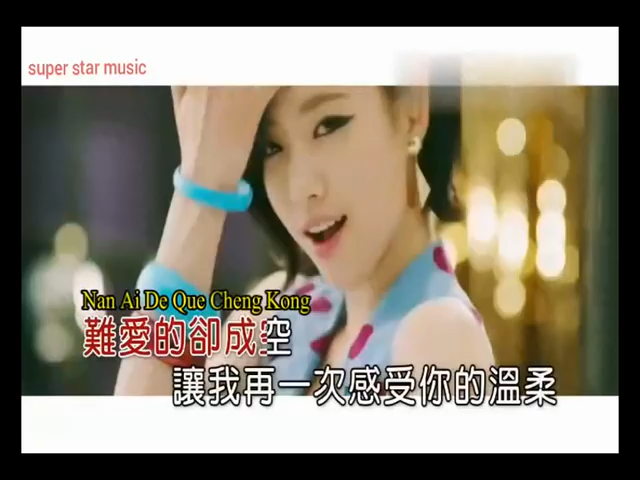 super star music
Nan Ai De Que Cheng Kong
難愛的卻成空
讓我再一次感受你的溫柔